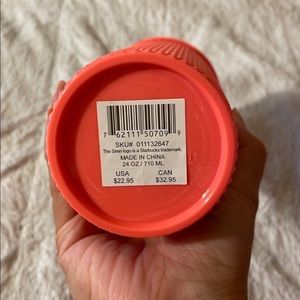 7 62111 50709 9
SKU# 011132647
The Siren logo is a Starbucks trademark.
MADE IN CHINA
24 OZ / 710 ML
USA CAN
$22.95 $32.95